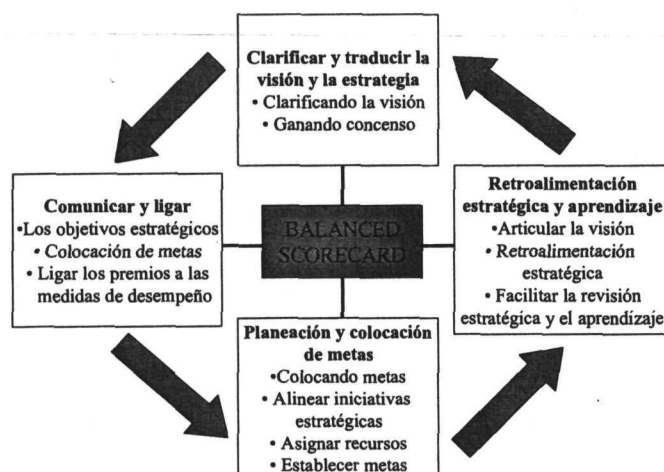 Clarificar y traducir la
visión y la estrategia
• Clarificando la visión
• Ganando concenso
Comunicar y ligar
•Los objetivos estratégicos
• Colocación de metas
• Ligar los premios a las
medidas de desempeño
BALANCED
SCORECARD
Retroalimentación
estratégica y aprendizaje
• Articular la visión
• Retroalimentación
estratégica
• Facilitar la revisión
estratégica y el aprendizaje
Planeación y colocación
de metas
•Colocando metas
• Alinear iniciativas
estratégicas
• Asignar recursos
• Establecer metas